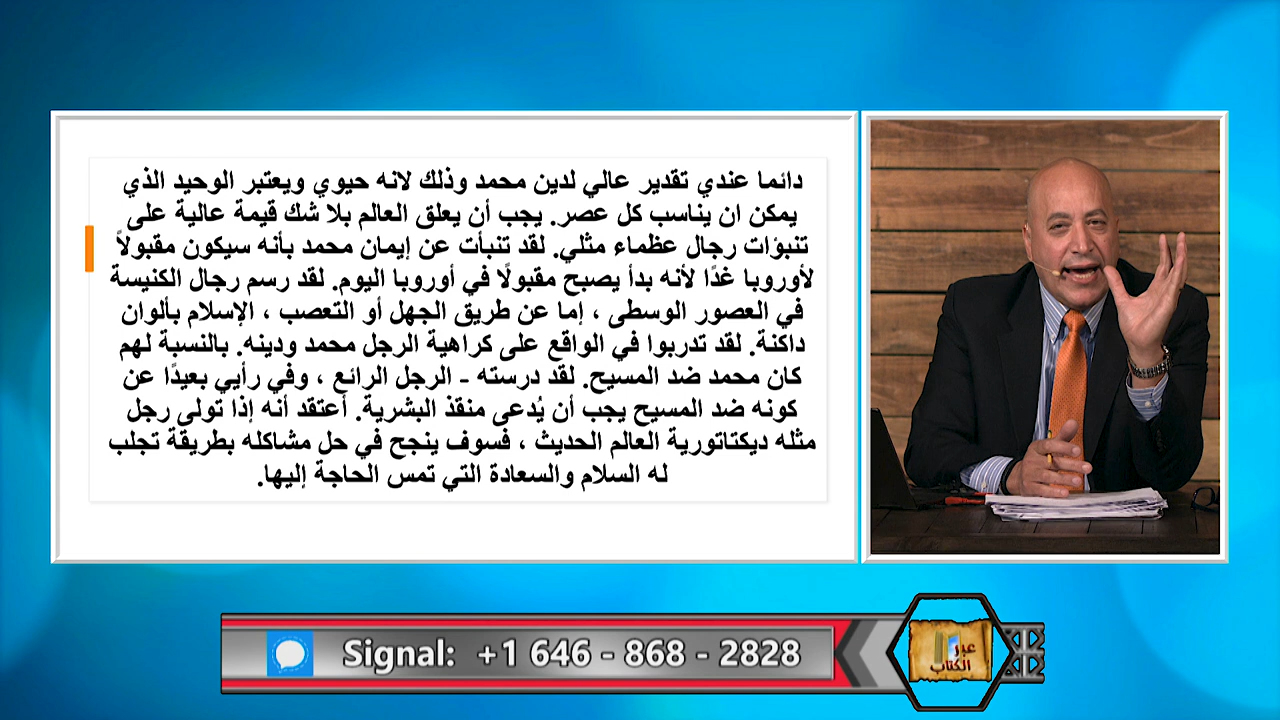 دائما عندي تقدير عالي لدين محمد وذلك لانه حيوي ويعتبر الوحيد الذي
يمكن ان يناسب كل عصر. يجب أن يعلق العالم بلا شك قيمة عالية على
تنبؤات رجال عظماء مثلي. لقد تنبأت عن إيمان محمد بأنه سيكون مقبولاً
لأوروبا غدًا لأنه بدأ يصبح مقبولًا في أوروبا اليوم. لقد رسم رجال الكنيسة
في العصور الوسطى ، إما عن طريق الجهل أو التعصب ، الإسلام بألوان
داكنة. لقد تدربوا في الواقع على كراهية الرجل محمد ودينه. بالنسبة لهم
كان محمد ضد المسيح. لقد درسته - الرجل الرائع ، وفي رأيي بعيدًا عن
كونه ضد المسيح يجب أن يُدعى منقذ البشرية. أعتقد أنه إذا تولى رجل
مثله ديكتاتورية العالم الحديث ، فسوف ينجح في حل مشاكله بطريقة تجلب
له السلام والسعادة التي تمس الحاجة إليها.
Signal: +1 646 - 868 - 2828
عبر
الكتاب